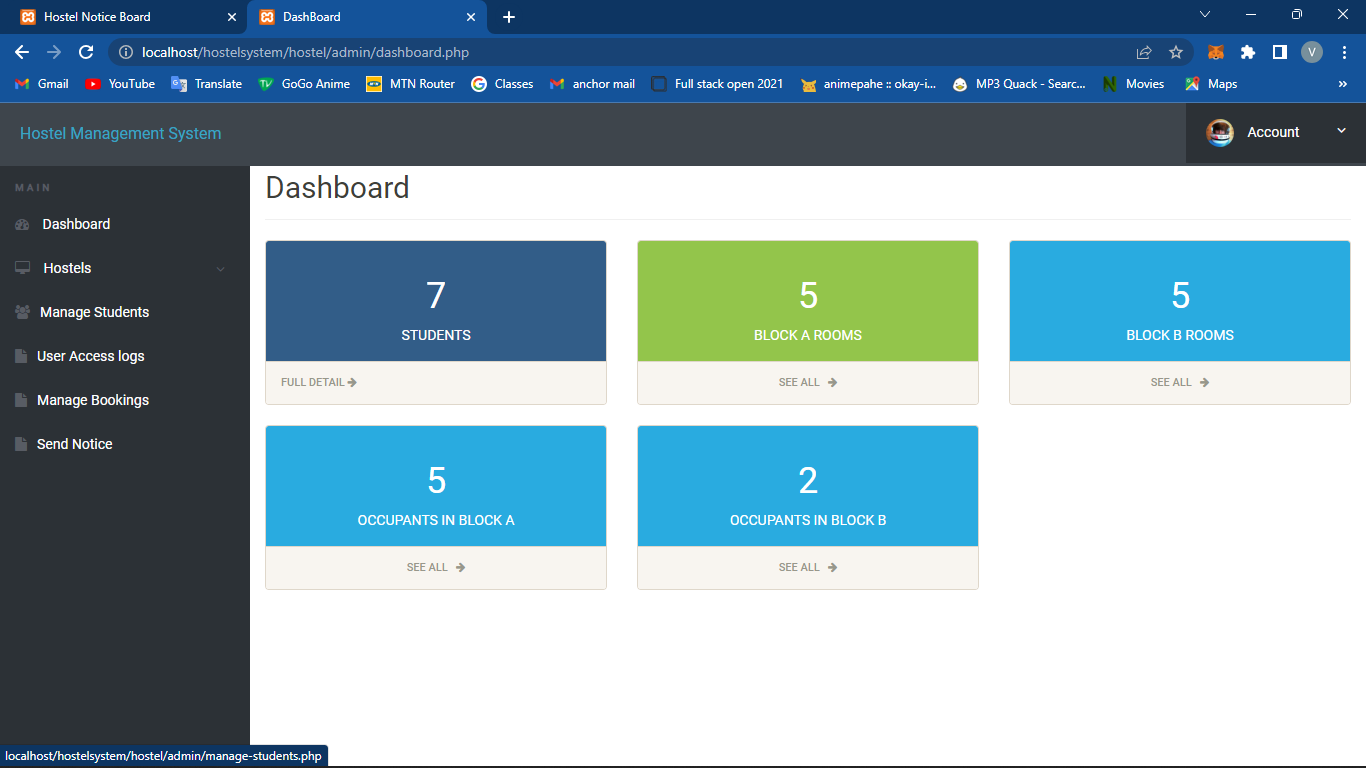 Hostel Notice Board
DashBoard
localhost/hostelsystem/hostel/admin/dashboard.php
V
Gmail
YouTube
Translate
GoGo Anime
MTN Router
Classes
anchor mail
Full stack open 2021
animepahe :: okay-i...
MP3 Quack - Searc...
Movies
Maps
»
Hostel Management System
Account
MAIN
Dashboard
Hostels
Manage Students
User Access logs
Manage Bookings
Send Notice
Dashboard
7
STUDENTS
FULL DETAIL
5
BLOCK A ROOMS
SEE ALL
5
BLOCK B ROOMS
SEE ALL
5
OCCUPANTS IN BLOCK A
SEE ALL
2
OCCUPANTS IN BLOCK B
SEE ALL
localhost/hostelsystem/hostel/admin/manage-students.php